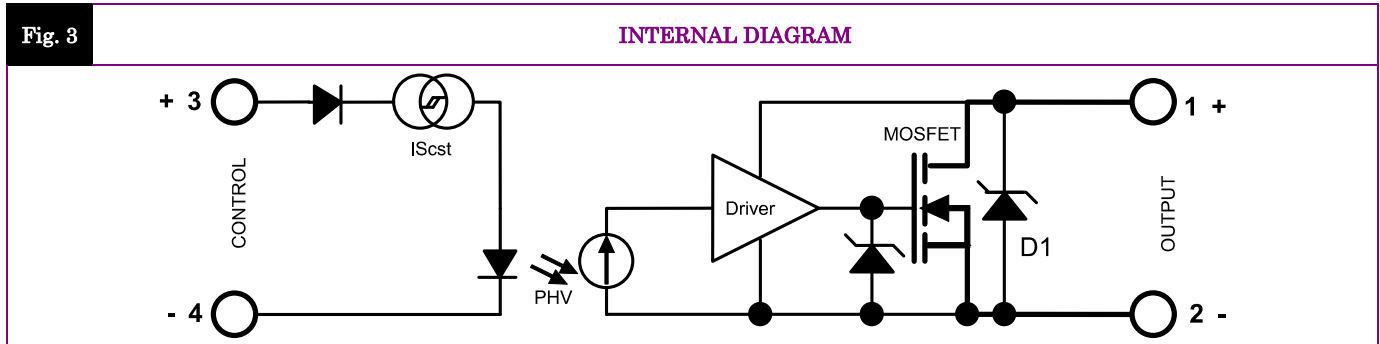 Fig. 3
INTERNAL DIAGRAM
+ 3
IScst
CONTROL
- 4
PHV
Driver
MOSFET
D1
1 +
OUTPUT
2 -